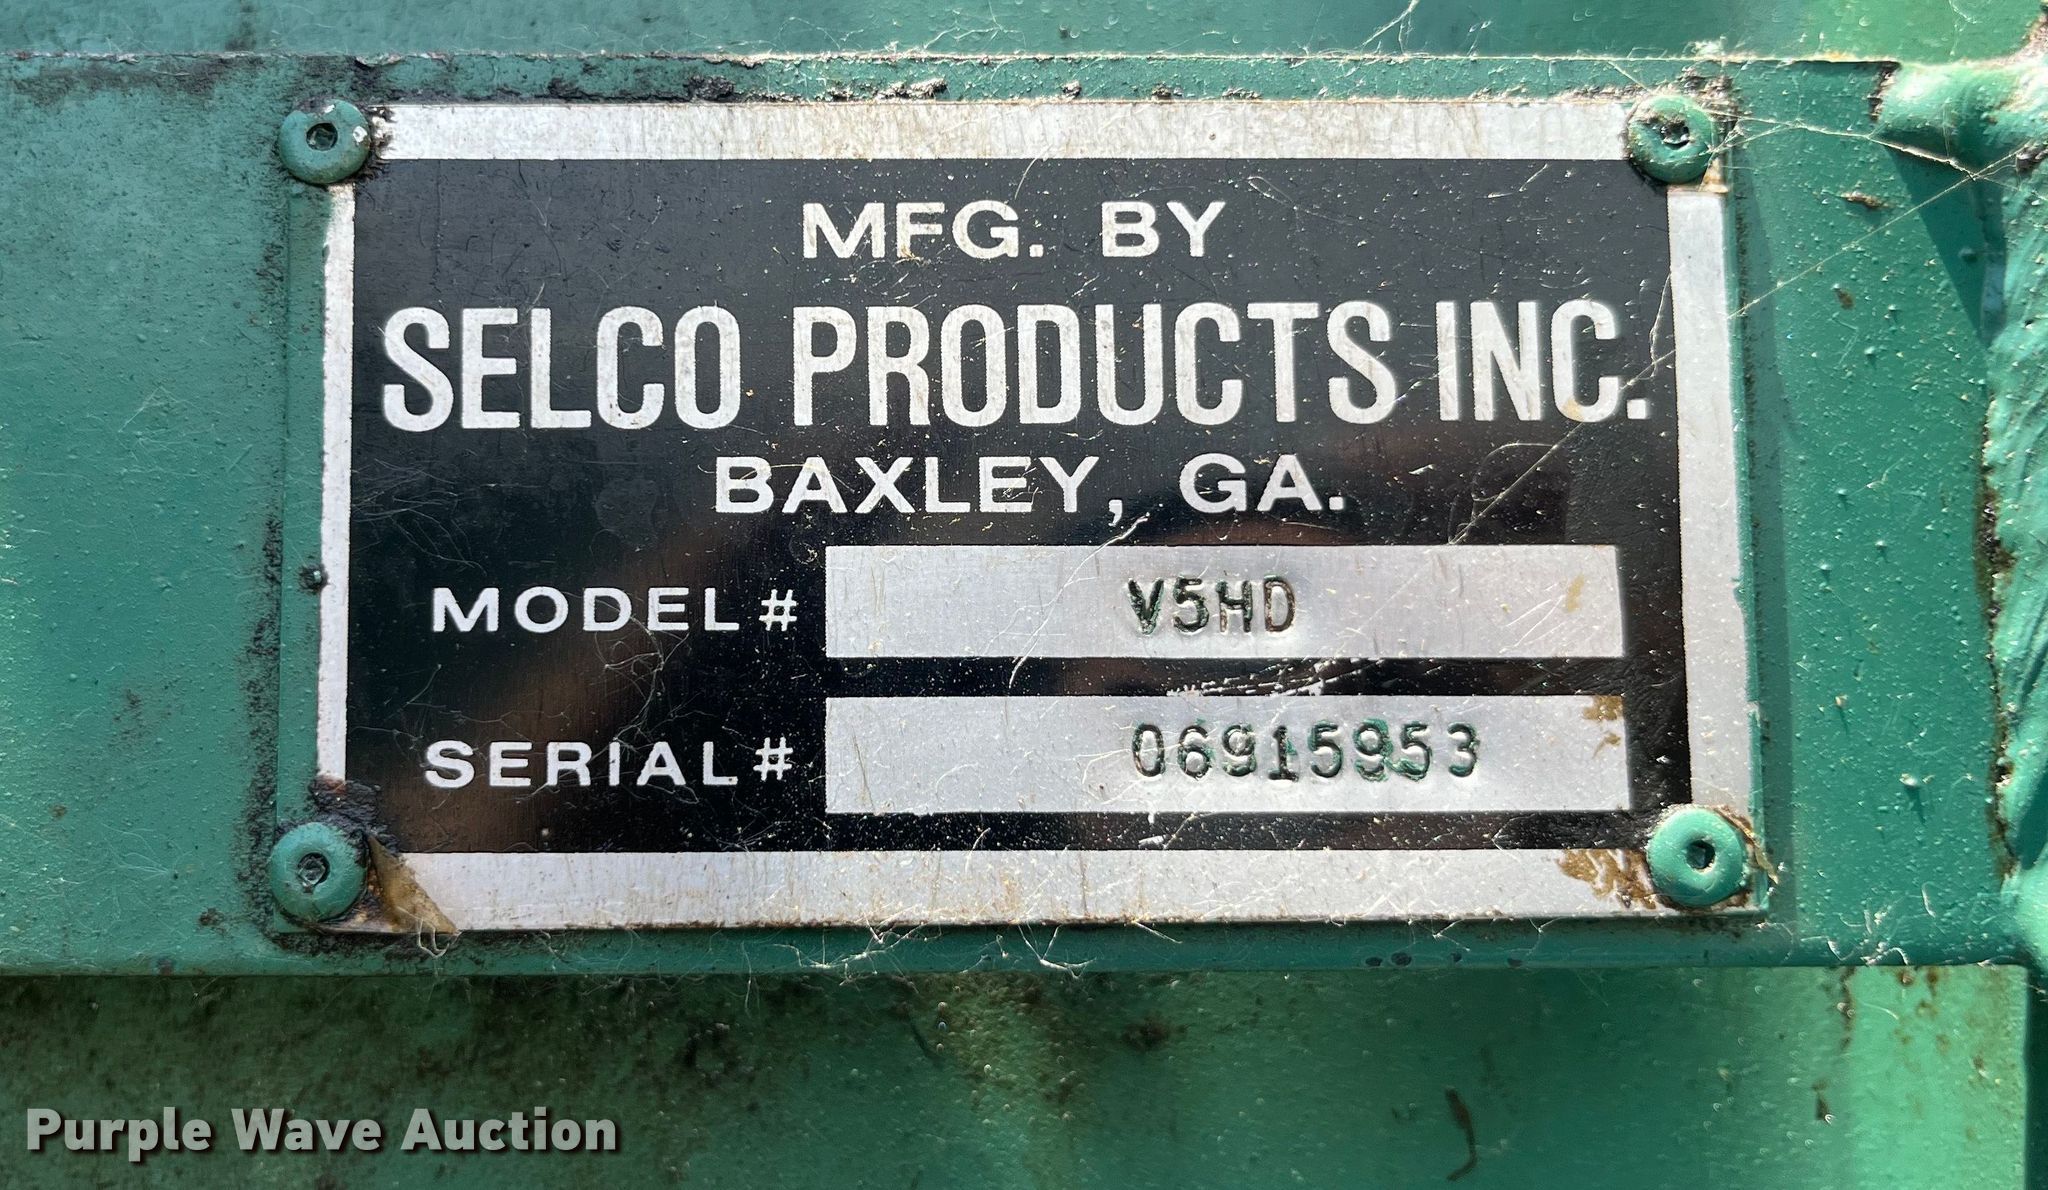 MFG. BY
SELCO PRODUCTS INC.
BAXLEY, GA.
MODEL # V5HD
SERIAL # 06915953
Purple Wave Auction